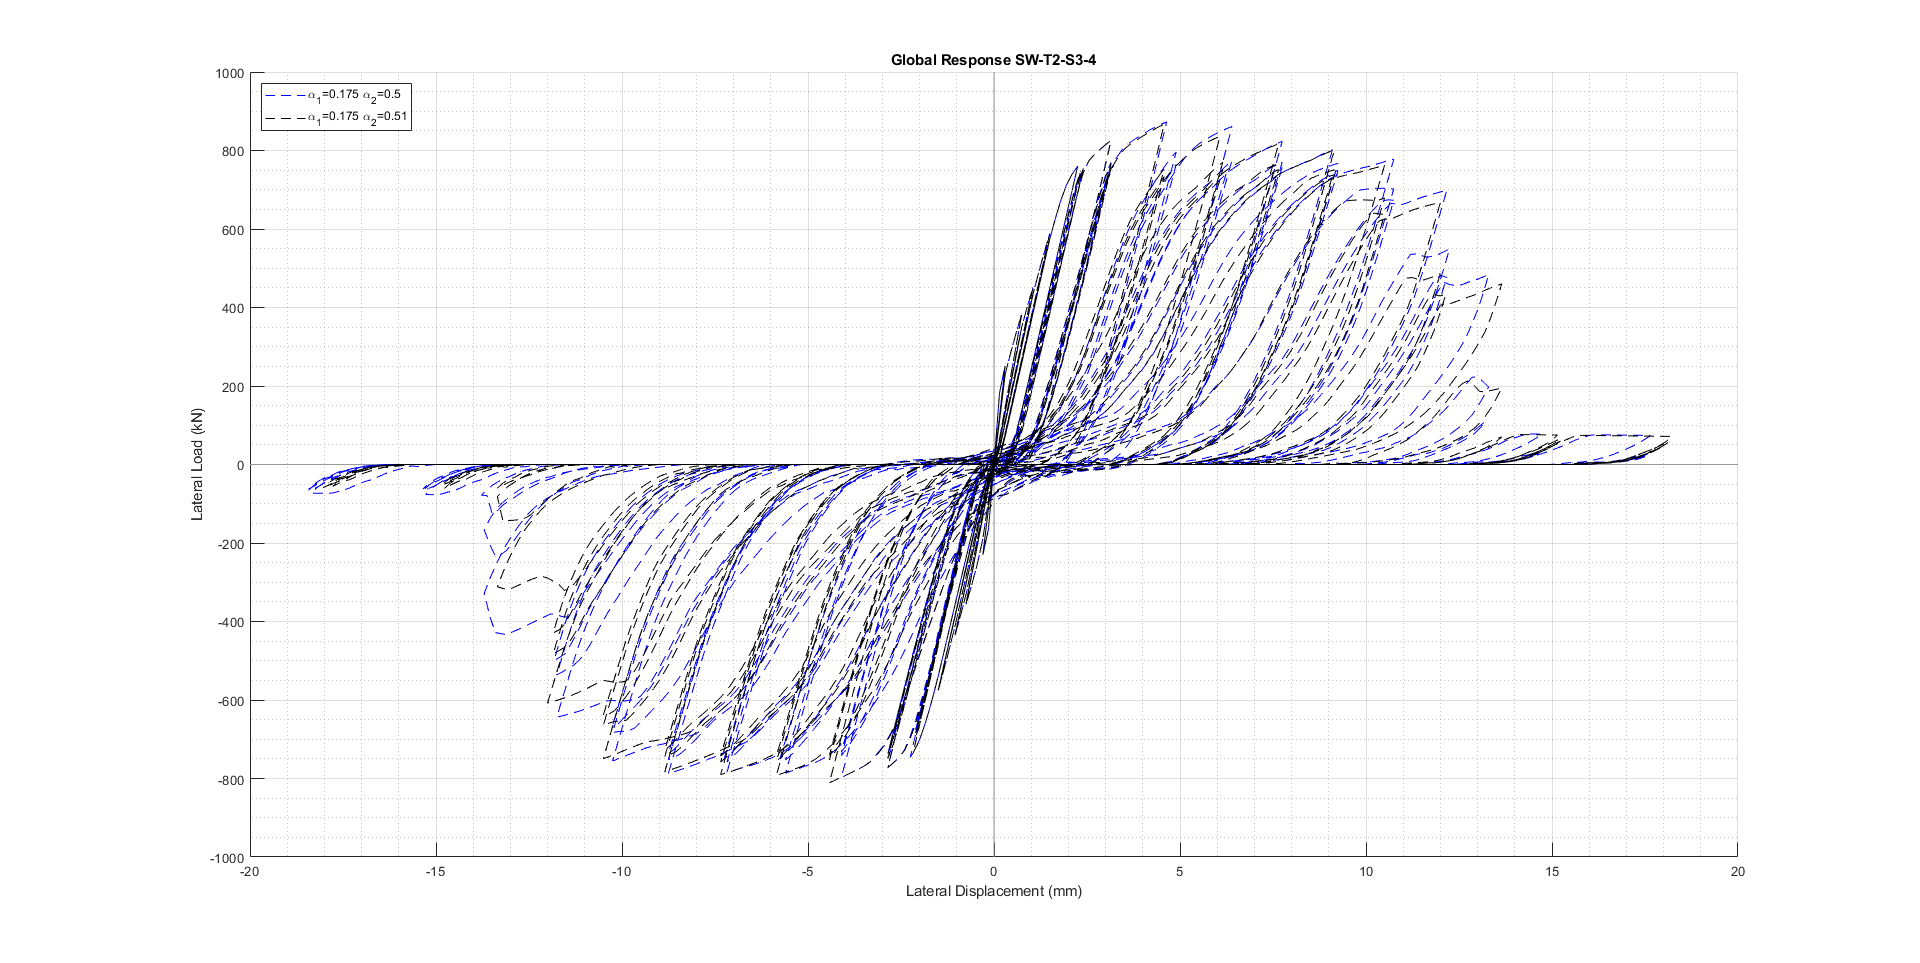 Global Response SW-T2-S3-4
α1=0.175 α2=0.5
α1=0.175 α2=0.51
1000
800
600
400
200
0
-200
-400
-600
-800
-1000
Lateral Load (kN)
-20 -15 -10 -5 0 5 10 15 20
Lateral Displacement (mm)